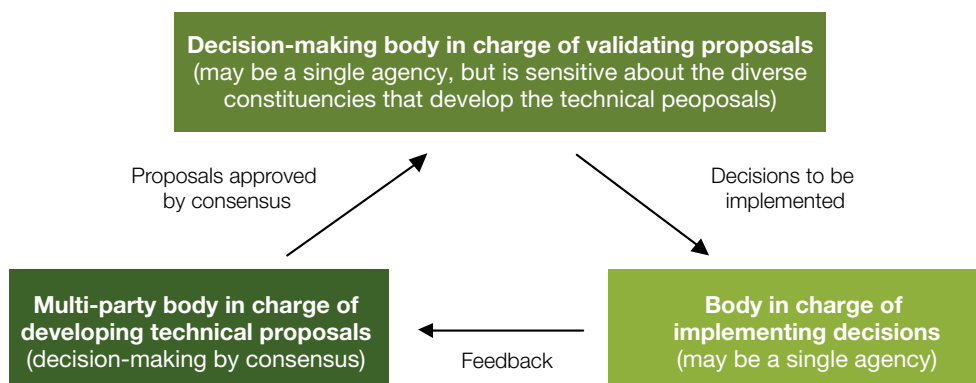 Decision-making body in charge of validating proposals
(may be a single agency, but is sensitive about the diverse
constituencies that develop the technical peoposals)
Proposals approved
by consensus
Decisions to be
implemented
Multi-party body in charge of
developing technical proposals
(decision-making by consensus)
Feedback
Body in charge of
implementing decisions
(may be a single agency)